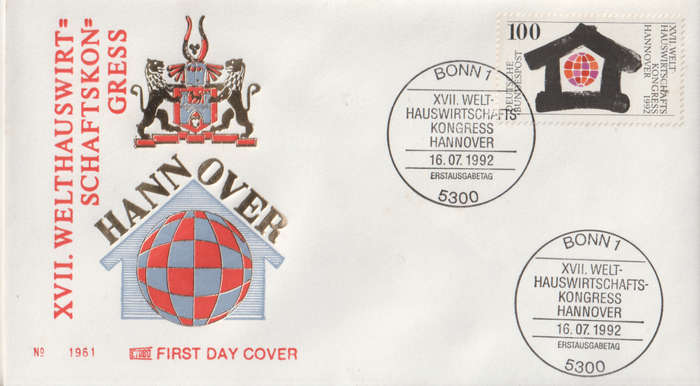 XVII. WELTHAUSWIRT=
SCHAFTSKON=
GRESS
HANNOVER
№ 1961
FIRST DAY COVER
100
DEUTSCHE
BUNDESPOST
XVII. WELT-
HAUSWIRTSCHAFTS
KONGRESS
HANNOVER
1992
BONN 1
XVII. WELT-
HAUSWIRTSCHAFTS-
KONGRESS
HANNOVER
16.07.1992
ERSTAUSGABETAG
5300
BONN 1
XVII. WELT-
HAUSWIRTSCHAFTS-
KONGRESS
HANNOVER
16.07.1992
ERSTAUSGABETAG
5300